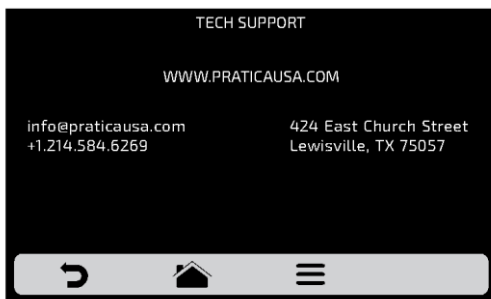 TECH SUPPORT
WWW.PRATICAUSA.COM
info@praticausa.com
+1.214.584.6269
424 East Church Street
Lewisville, TX 75057